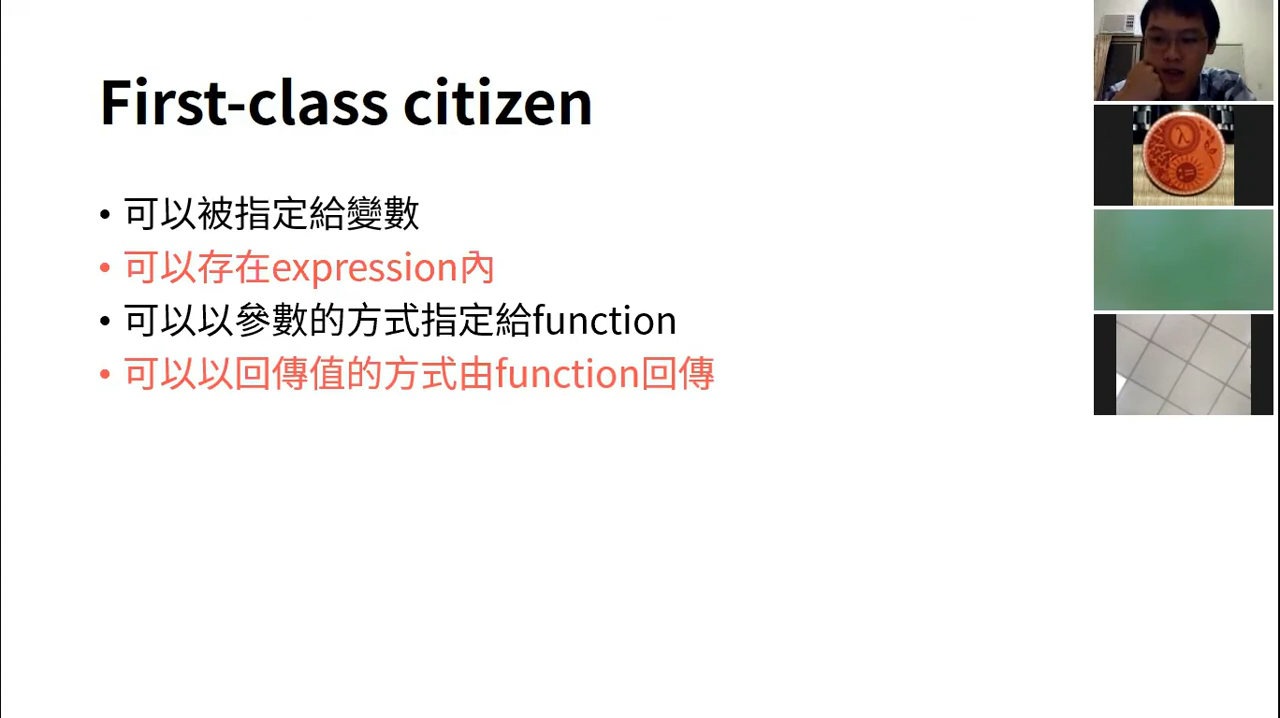 First-class citizen
• 可以被指定給變數
• 可以存在expression內
• 可以以參數的方式指定給function
• 可以以回傳值的方式由function回傳
λ